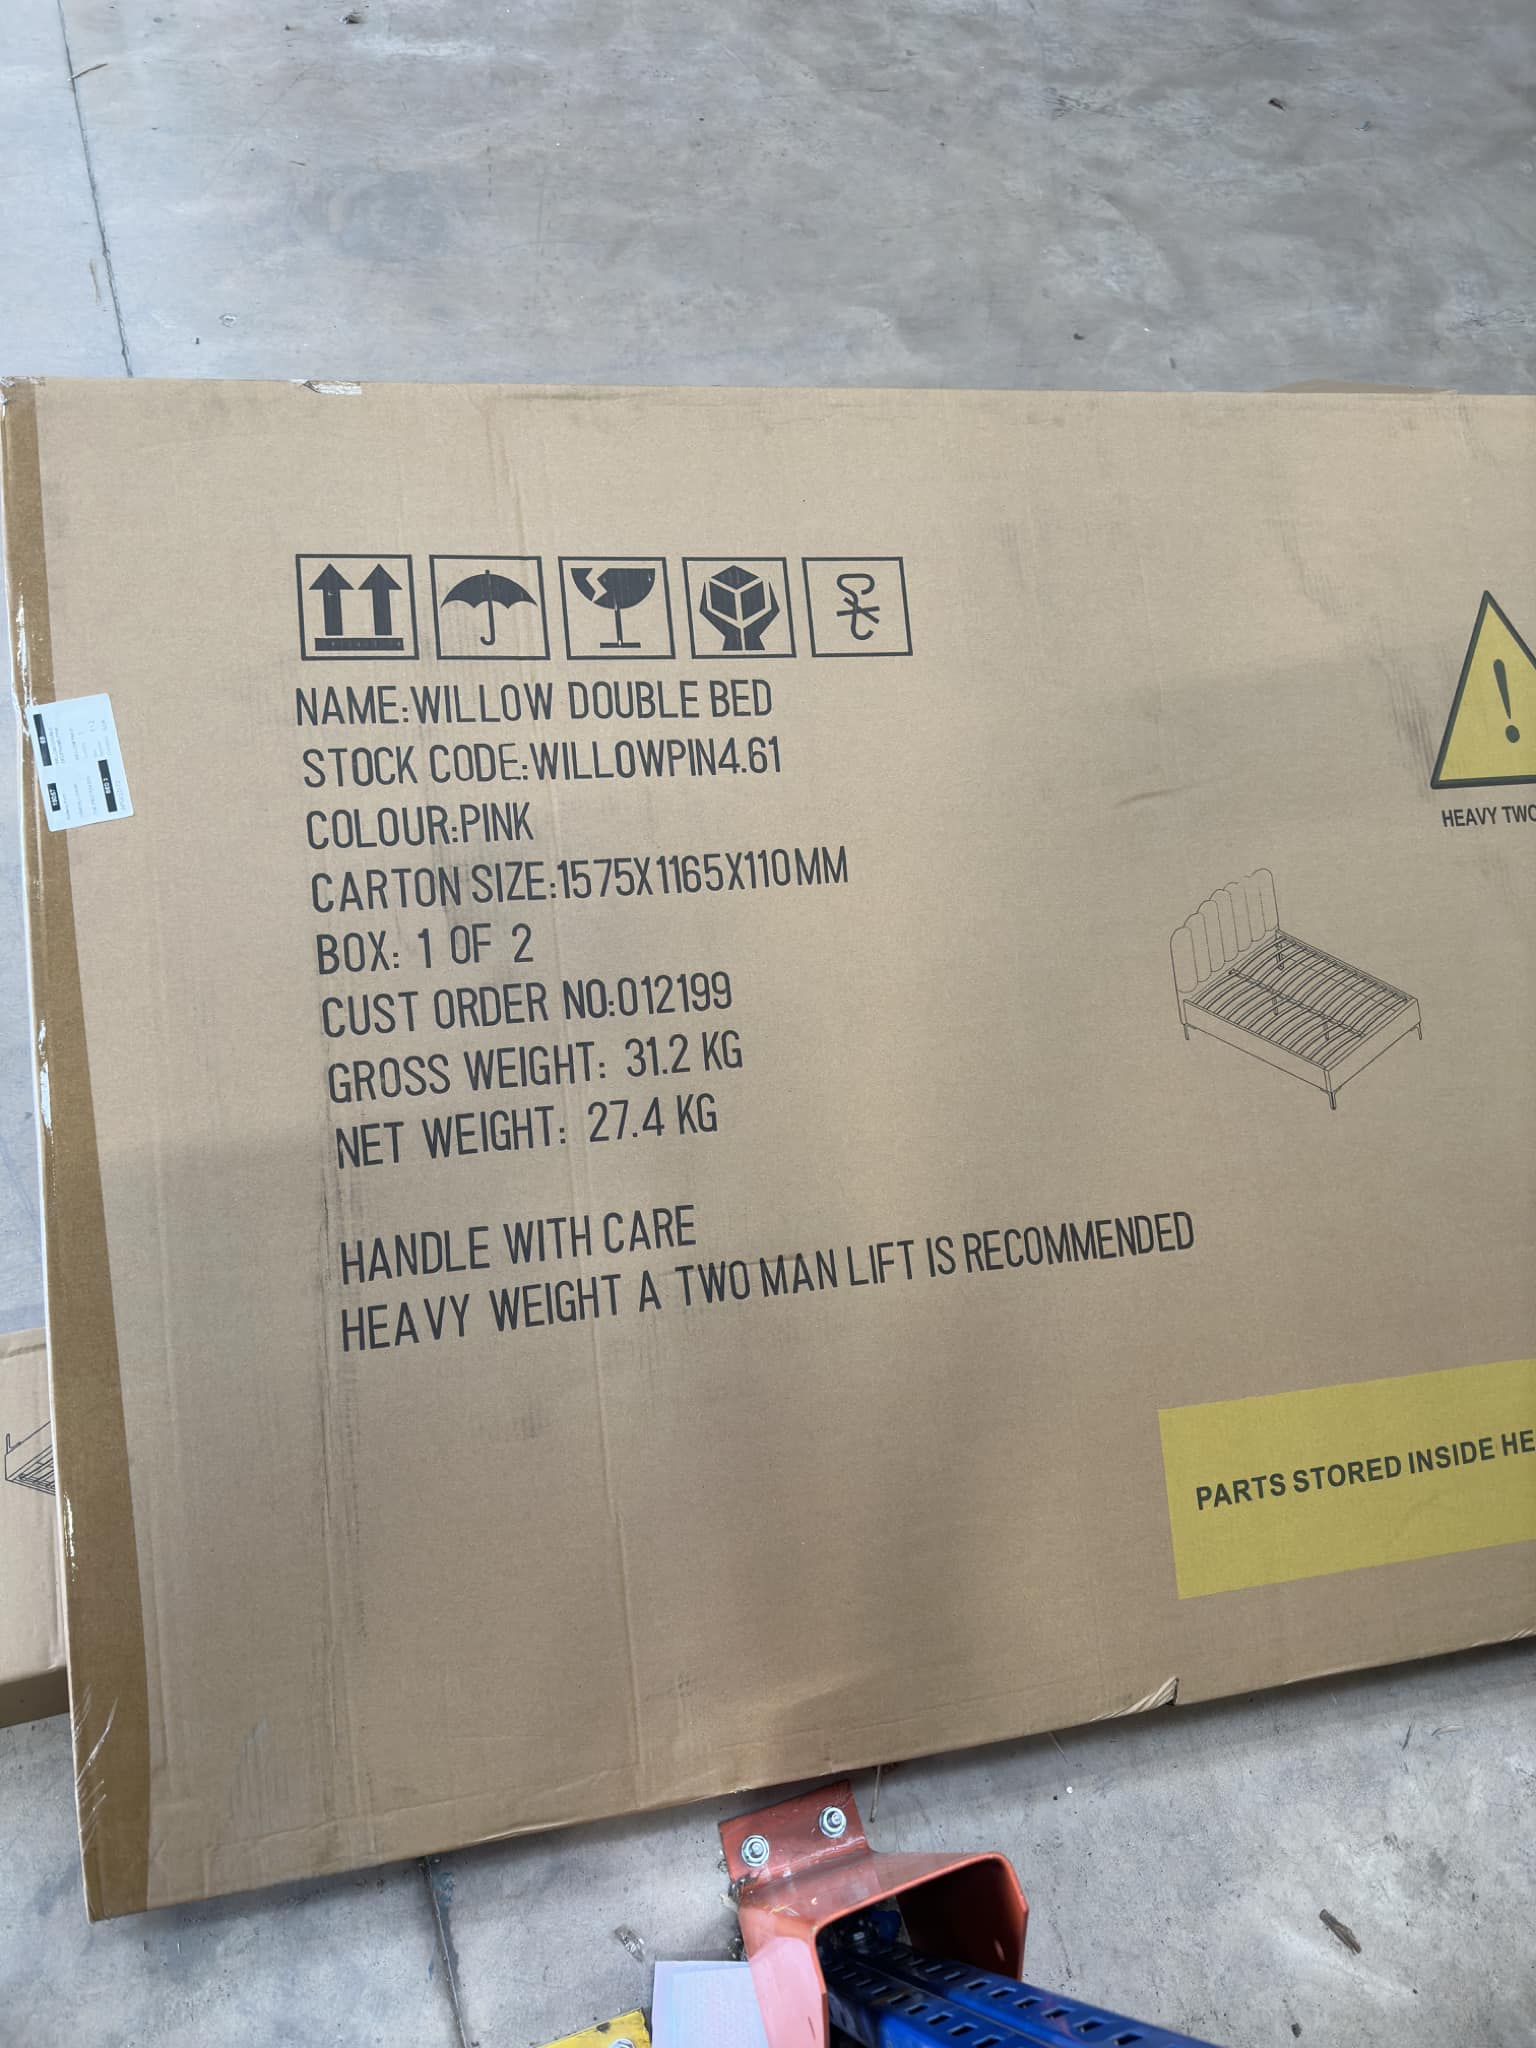 NAME:WILLOW DOUBLE BED
STOCK CODE:WILLOWPIN4.61
COLOUR:PINK
CARTON SIZE:1575X1165X110MM
BOX: 1 OF 2
CUST ORDER NO:012199
GROSS WEIGHT: 31.2 KG
NET WEIGHT: 27.4 KG
HANDLE WITH CARE
HEAVY WEIGHT A TWO MAN LIFT IS RECOMMENDED
HEAVY TWO
PARTS STORED INSIDE HE